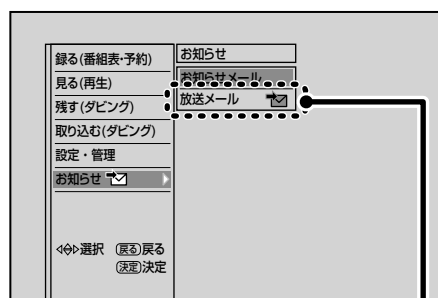 録る(番組表・予約)
見る(再生)
残す(ダビング)
取り込む(ダビング)
設定・管理
お知らせ
選択 戻る戻る
決定決定
お知らせ
お知らせメール
放送メール